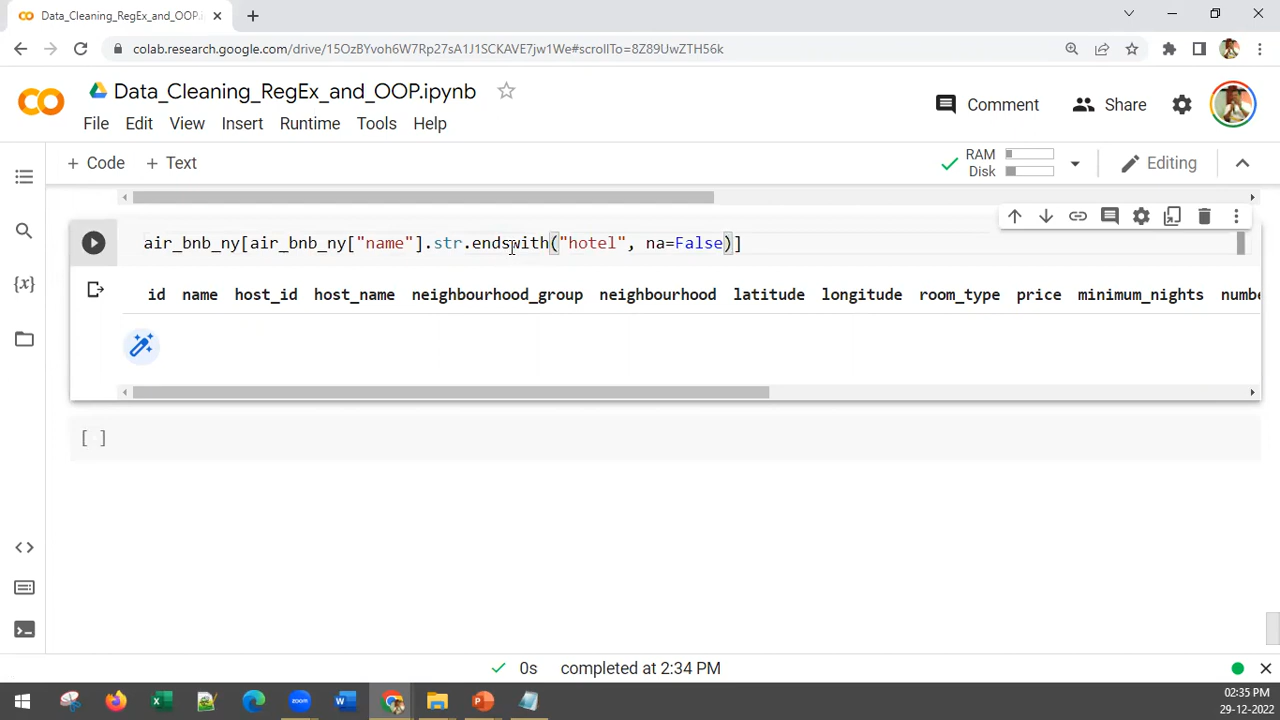 Data_Cleaning_RegEx_and_OOP.i
colab.research.google.com/drive/15OzBYvoh6W7Rp27sA1J1SCKAVE7jw1We#scrollTo=8Z89UwZTH56k
Data_Cleaning_RegEx_and_OOP.ipynb
Comment
Share
File Edit View Insert Runtime Tools Help
+ Code + Text
RAM
Disk
Editing
air_bnb_ny[air_bnb_ny["name"].str.endswith("hotel", na=False)]
id name host_id host_name neighbourhood_group neighbourhood latitude longitude room_type price minimum_nights numbe
{x}
[ ]
0s completed at 2:34 PM
zoom
02:35 PM
29-12-2022